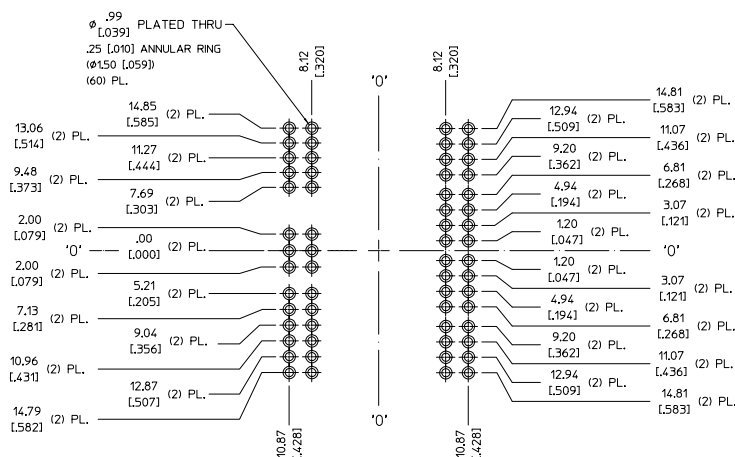 ⌀ .99
[.039] PLATED THRU
.25 [.010] ANNULAR RING
(⌀1.50 [.059])
(60) PL.
8.12
[.320]
'0'
8.12
[.320]
14.85
[.585] (2) PL.
13.06
[.514] (2) PL.
11.27
[.444] (2) PL.
9.48
[.373] (2) PL.
7.69
[.303] (2) PL.
2.00
[.079] (2) PL.
'0'
.00
[.000] (2) PL.
2.00
[.079] (2) PL.
5.21
[.205] (2) PL.
7.13
[.281] (2) PL.
9.04
[.356] (2) PL.
10.96
[.431] (2) PL.
12.87
[.507] (2) PL.
14.79
[.582] (2) PL.
14.81
[.583] (2) PL.
12.94
[.509] (2) PL.
11.07
[.436] (2) PL.
9.20
[.362] (2) PL.
6.81
[.268] (2) PL.
4.94
[.194] (2) PL.
3.07
[.121] (2) PL.
1.20
[.047] (2) PL.
'0'
1.20
[.047] (2) PL.
3.07
[.121] (2) PL.
4.94
[.194] (2) PL.
6.81
[.268] (2) PL.
9.20
[.362] (2) PL.
11.07
[.436] (2) PL.
12.94
[.509] (2) PL.
14.81
[.583] (2) PL.
10.87
[.428]
'0'
10.87
[.428]